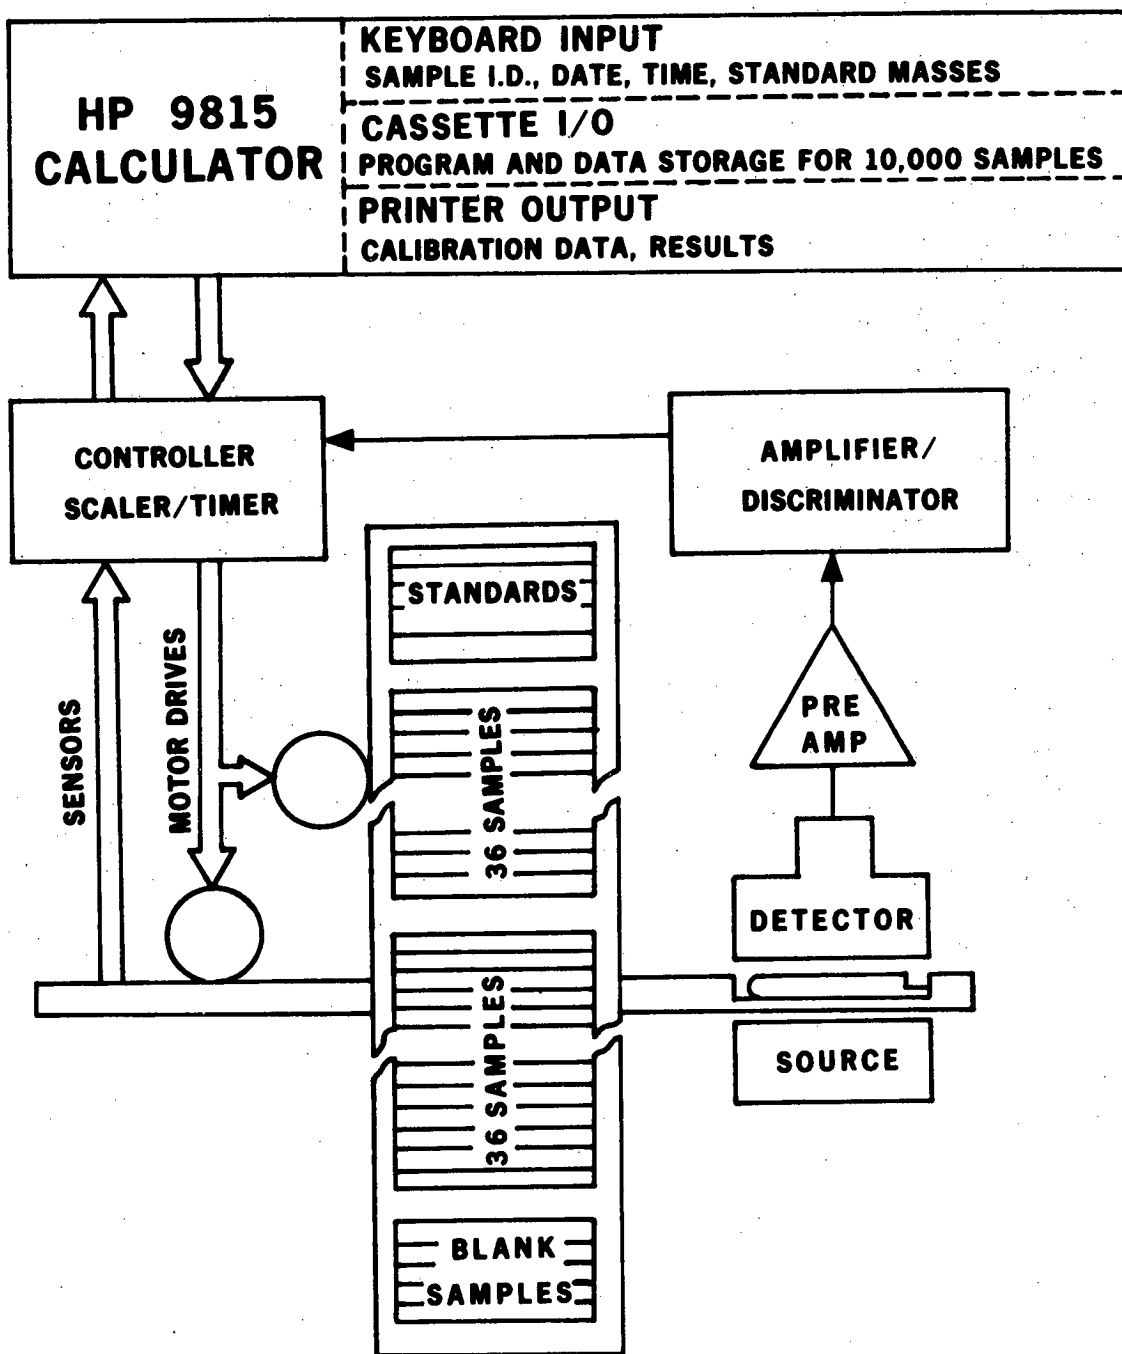 HP 9815
CALCULATOR
KEYBOARD INPUT
SAMPLE I.D., DATE, TIME, STANDARD MASSES
CASSETTE I/O
PROGRAM AND DATA STORAGE FOR 10,000 SAMPLES
PRINTER OUTPUT
CALIBRATION DATA, RESULTS
CONTROLLER
SCALER/TIMER
AMPLIFIER/
DISCRIMINATOR
SENSORS
MOTOR DRIVES
STANDARDS
36 SAMPLES
36 SAMPLES
BLANK
SAMPLES
PRE
AMP
DETECTOR
SOURCE